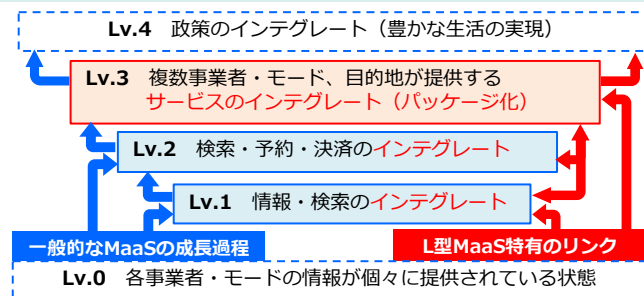 Lv.4 政策のインテグレート（豊かな生活の実現）
Lv.3 複数事業者・モード、目的地が提供する
サービスのインテグレート（パッケージ化）
Lv.2 検索・予約・決済のインテグレート
Lv.1 情報・検索のインテグレート
一般的なMaaSの成長過程
L型MaaS特有のリンク
Lv.0 各事業者・モードの情報が個々に提供されている状態